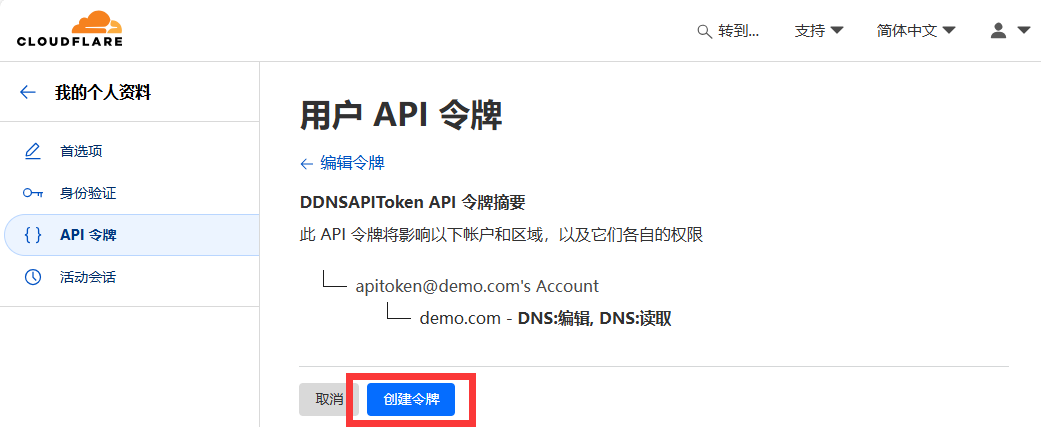 CLOUDFLARE
转到...
支持
简体中文
我的个人资料
首选项
身份验证
API 令牌
活动会话
用户 API 令牌
← 编辑令牌
DDNSAPIToken API 令牌摘要
此 API 令牌将影响以下帐户和区域，以及它们各自的权限
apitoken@demo.com's Account
demo.com - DNS:编辑, DNS:读取
取消
创建令牌